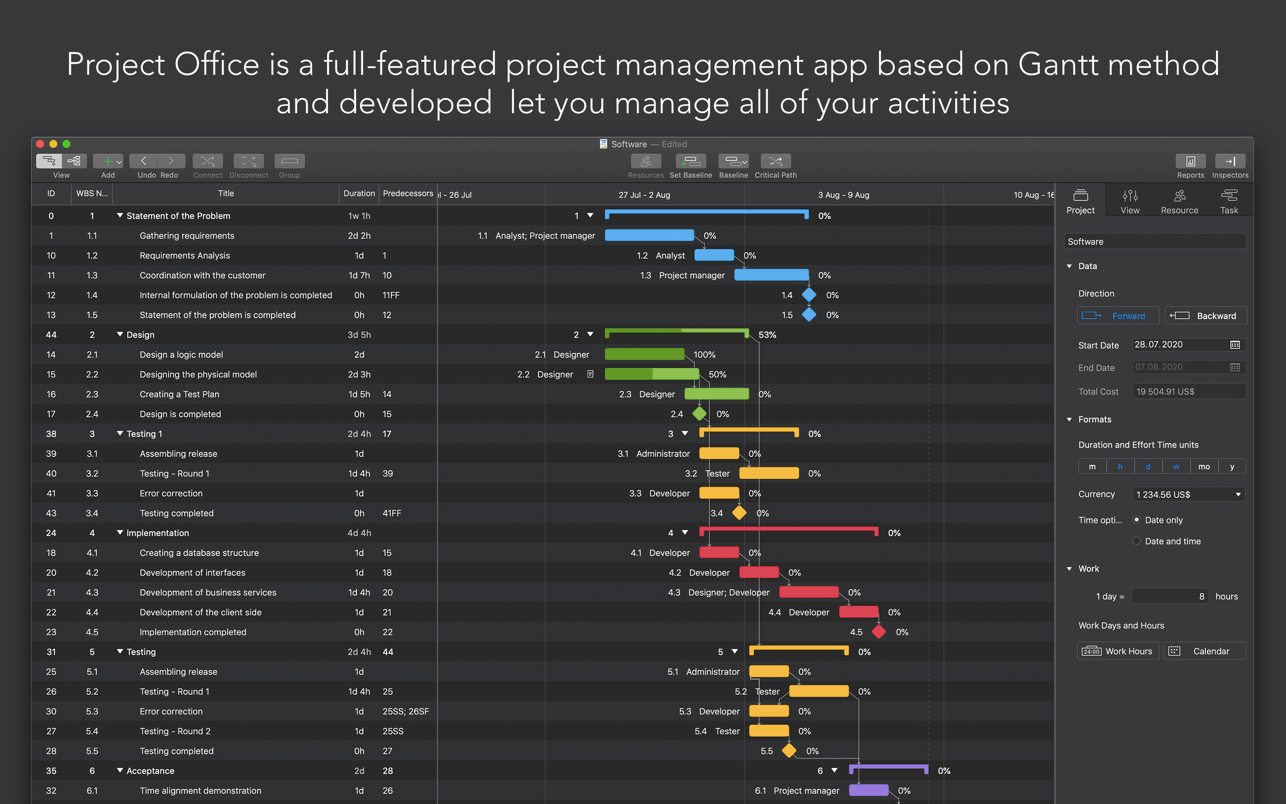 Project Office is a full-featured project management app based on Gantt method
and developed  let you manage all of your activities
Software — Edited
View Add Undo Redo Connect Disconnect Group Resources Set Baseline Baseline Critical Path Reports Inspectors
ID WBS N... Title Duration Predecessors - 26 Jul 27 Jul - 2 Aug 3 Aug - 9 Aug 10 Aug - 16
0 1 Statement of the Problem 1w 1h 1 0%
1 1.1 Gathering requirements 2d 2h 1.1 Analyst; Project manager 0%
10 1.2 Requirements Analysis 1d 1 1.2 Analyst 0%
11 1.3 Coordination with the customer 1d 7h 10 1.3 Project manager 0%
12 1.4 Internal formulation of the problem is completed 0h 11FF 1.4 0%
13 1.5 Statement of the problem is completed 0h 12 1.5 0%
44 2 Design 3d 5h 2 53%
14 2.1 Design a logic model 2d 2.1 Designer 100%
15 2.2 Designing the physical model 2d 3h 2.2 Designer 50%
16 2.3 Creating a Test Plan 1d 5h 14 2.3 Designer 0%
17 2.4 Design is completed 0h 15 2.4 0%
38 3 Testing 1 2d 4h 17 3 0%
39 3.1 Assembling release 1d 3.1 Administrator 0%
40 3.2 Testing - Round 1 1d 4h 39 3.2 Tester 0%
41 3.3 Error correction 1d 3.3 Developer 0%
43 3.4 Testing completed 0h 41FF 3.4 0%
24 4 Implementation 4d 4h 4 0%
18 4.1 Creating a database structure 1d 15 4.1 Developer 0%
20 4.2 Development of interfaces 1d 18 4.2 Developer 0%
21 4.3 Development of business services 1d 4h 20 4.3 Designer; Developer 0%
22 4.4 Development of the client side 1d 21 4.4 Developer 0%
23 4.5 Implementation completed 0h 22 4.5 0%
31 5 Testing 2d 4h 44 5 0%
25 5.1 Assembling release 1d 5.1 Administrator 0%
26 5.2 Testing - Round 1 1d 4h 25 5.2 Tester 0%
30 5.3 Error correction 1d 25SS; 26SF 5.3 Developer 0%
27 5.4 Testing - Round 2 1d 25SS 5.4 Tester 0%
28 5.5 Testing completed 0h 27 5.5 0%
35 6 Acceptance 2d 28 6 0%
32 6.1 Time alignment demonstration 1d 26 6.1 Project manager 0%
Project View Resource Task
Software
Data
Direction
Forward Backward
Start Date 28.07.2020
End Date 07.08.2020
Total Cost 19 504.91 US$
Formats
Duration and Effort Time units
m h d w mo y
Currency 1 234.56 US$
Time opti... Date only
Date and time
Work
1 day = 8 hours
Work Days and Hours
24:00 Work Hours Calendar